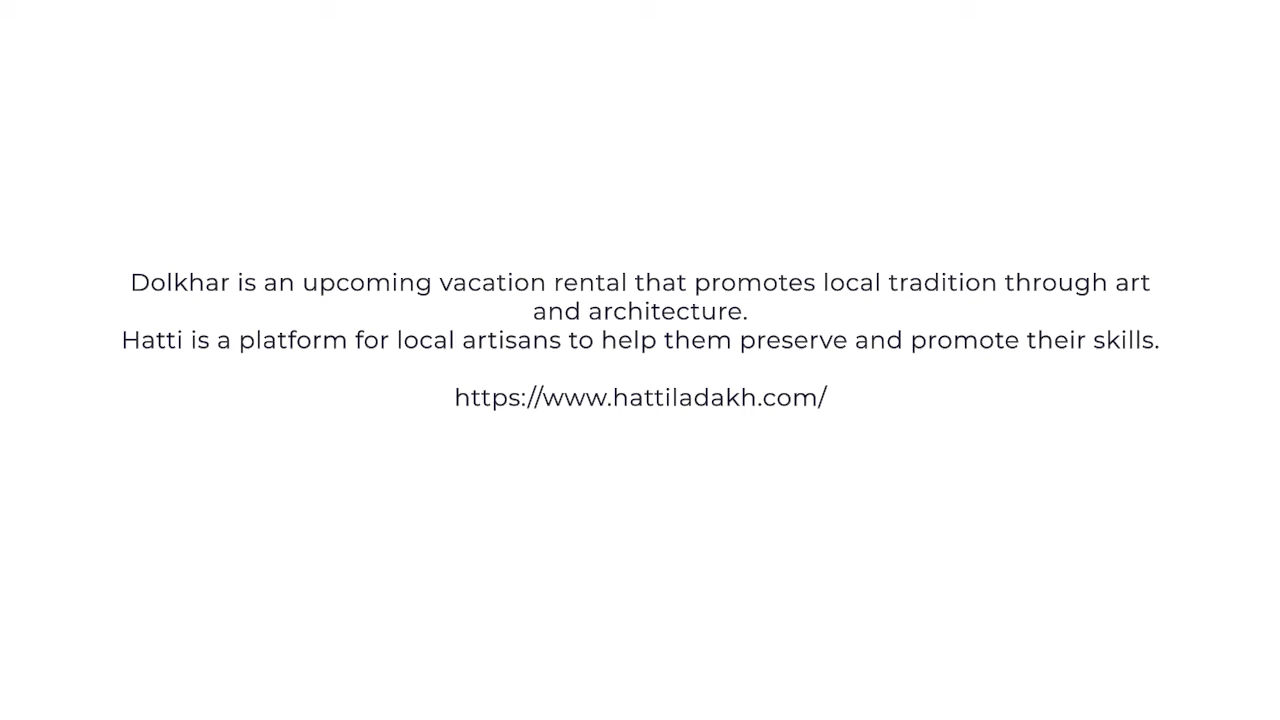 Dolkhar is an upcoming vacation rental that promotes local tradition through art
and architecture.
Hatti is a platform for local artisans to help them preserve and promote their skills.
https://www.hattiladakh.com/